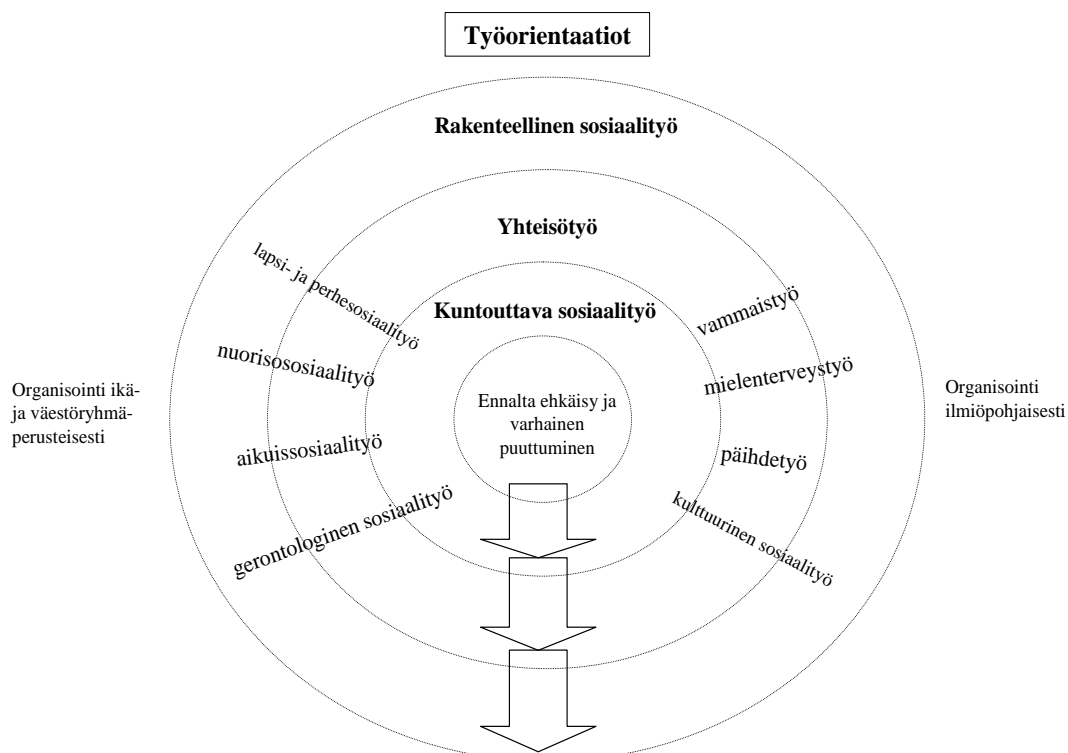 Työorientaatiot
Rakenteellinen sosiaalityö
Yhteisötyö
Kuntouttava sosiaalityö
Ennalta ehkäisy ja
varhainen
puuttuminen
lapsi- ja perhesosiaalityö
nuorisososiaalityö
aikuissosiaalityö
gerontologinen sosiaalityö
vammaistyö
mielenterveystyö
päihdetyö
kulttuurinen sosiaalityö
Organisointi ikä-
ja väestöryhmä-
perusteisesti
Organisointi
ilmiöpohjaisesti